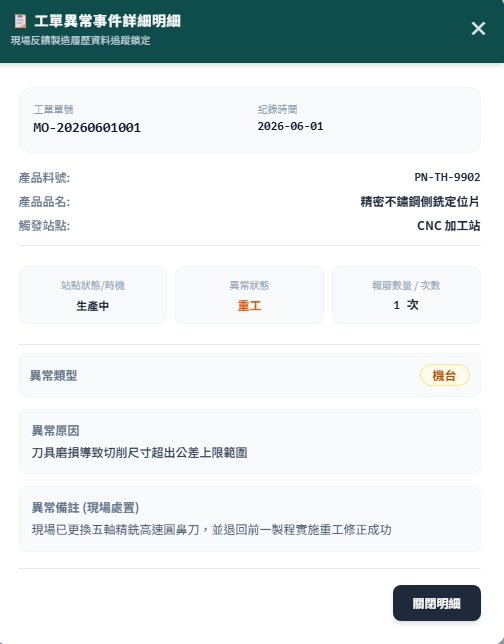 工單異常事件詳細明細
現場反饋製造履歷資料追蹤鎖定
工單單號
紀錄時間
MO-20260601001
2026-06-01
產品料號:
PN-TH-9902
產品品名:
精密不鏽鋼側銑定位片
觸發站點:
CNC 加工站
站點狀態/時機
異常狀態
報廢數量 / 次數
生產中
重工
1 次
異常類型
機台
異常原因
刀具磨損導致切削尺寸超出公差上限範圍
異常備註 (現場處置)
現場已更換五軸精銑高速圓鼻刀，並退回前一製程實施重工修正成功
關閉明細